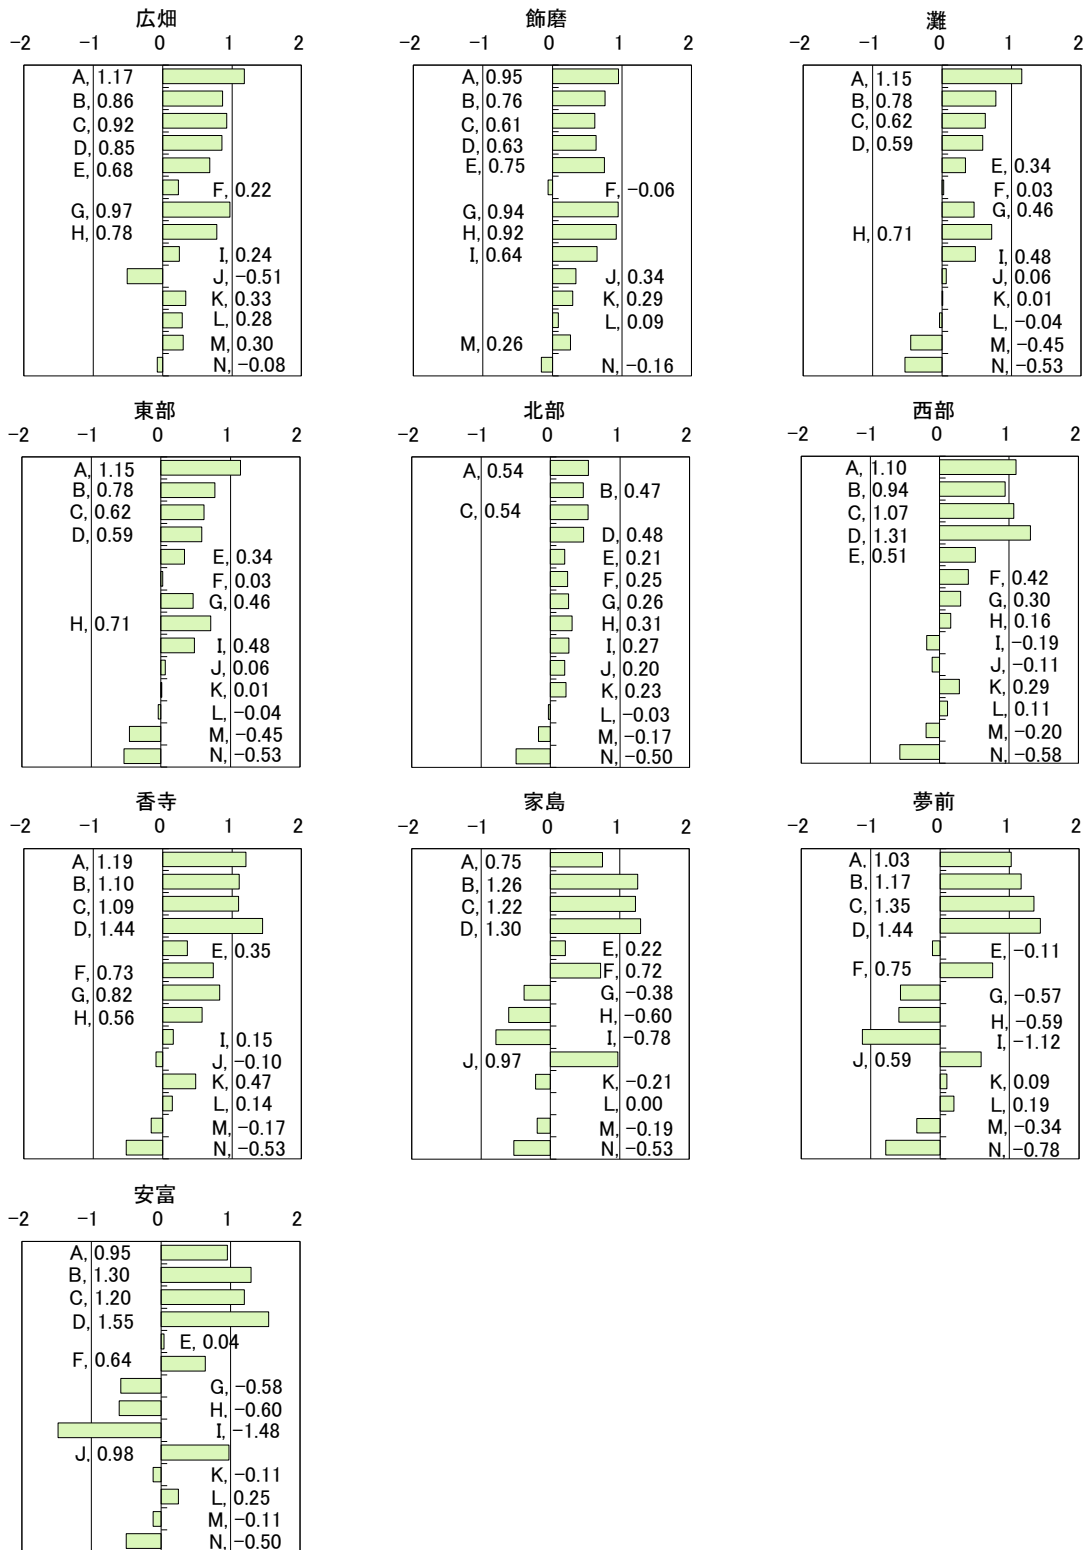 広畑
-2 -1 0 1 2
A, 1.17
B, 0.86
C, 0.92
D, 0.85
E, 0.68
F, 0.22
G, 0.97
H, 0.78
I, 0.24
J, -0.51
K, 0.33
L, 0.28
M, 0.30
N, -0.08
飾磨
-2 -1 0 1 2
A, 0.95
B, 0.76
C, 0.61
D, 0.63
E, 0.75
F, -0.06
G, 0.94
H, 0.92
I, 0.64
J, 0.34
K, 0.29
L, 0.09
M, 0.26
N, -0.16
灘
-2 -1 0 1 2
A, 1.15
B, 0.78
C, 0.62
D, 0.59
E, 0.34
F, 0.03
G, 0.46
H, 0.71
I, 0.48
J, 0.06
K, 0.01
L, -0.04
M, -0.45
N, -0.53
東部
-2 -1 0 1 2
A, 1.15
B, 0.78
C, 0.62
D, 0.59
E, 0.34
F, 0.03
G, 0.46
H, 0.71
I, 0.48
J, 0.06
K, 0.01
L, -0.04
M, -0.45
N, -0.53
北部
-2 -1 0 1 2
A, 0.54
B, 0.47
C, 0.54
D, 0.48
E, 0.21
F, 0.25
G, 0.26
H, 0.31
I, 0.27
J, 0.20
K, 0.23
L, -0.03
M, -0.17
N, -0.50
西部
-2 -1 0 1 2
A, 1.10
B, 0.94
C, 1.07
D, 1.31
E, 0.51
F, 0.42
G, 0.30
H, 0.16
I, -0.19
J, -0.11
K, 0.29
L, 0.11
M, -0.20
N, -0.58
香寺
-2 -1 0 1 2
A, 1.19
B, 1.10
C, 1.09
D, 1.44
E, 0.35
F, 0.73
G, 0.82
H, 0.56
I, 0.15
J, -0.10
K, 0.47
L, 0.14
M, -0.17
N, -0.53
家島
-2 -1 0 1 2
A, 0.75
B, 1.26
C, 1.22
D, 1.30
E, 0.22
F, 0.72
G, -0.38
H, -0.60
I, -0.78
J, 0.97
K, -0.21
L, 0.00
M, -0.19
N, -0.53
夢前
-2 -1 0 1 2
A, 1.03
B, 1.17
C, 1.35
D, 1.44
E, -0.11
F, 0.75
G, -0.57
H, -0.59
I, -1.12
J, 0.59
K, 0.09
L, 0.19
M, -0.34
N, -0.78
安富
-2 -1 0 1 2
A, 0.95
B, 1.30
C, 1.20
D, 1.55
E, 0.04
F, 0.64
G, -0.58
H, -0.60
I, -1.48
J, 0.98
K, -0.11
L, 0.25
M, -0.11
N, -0.50